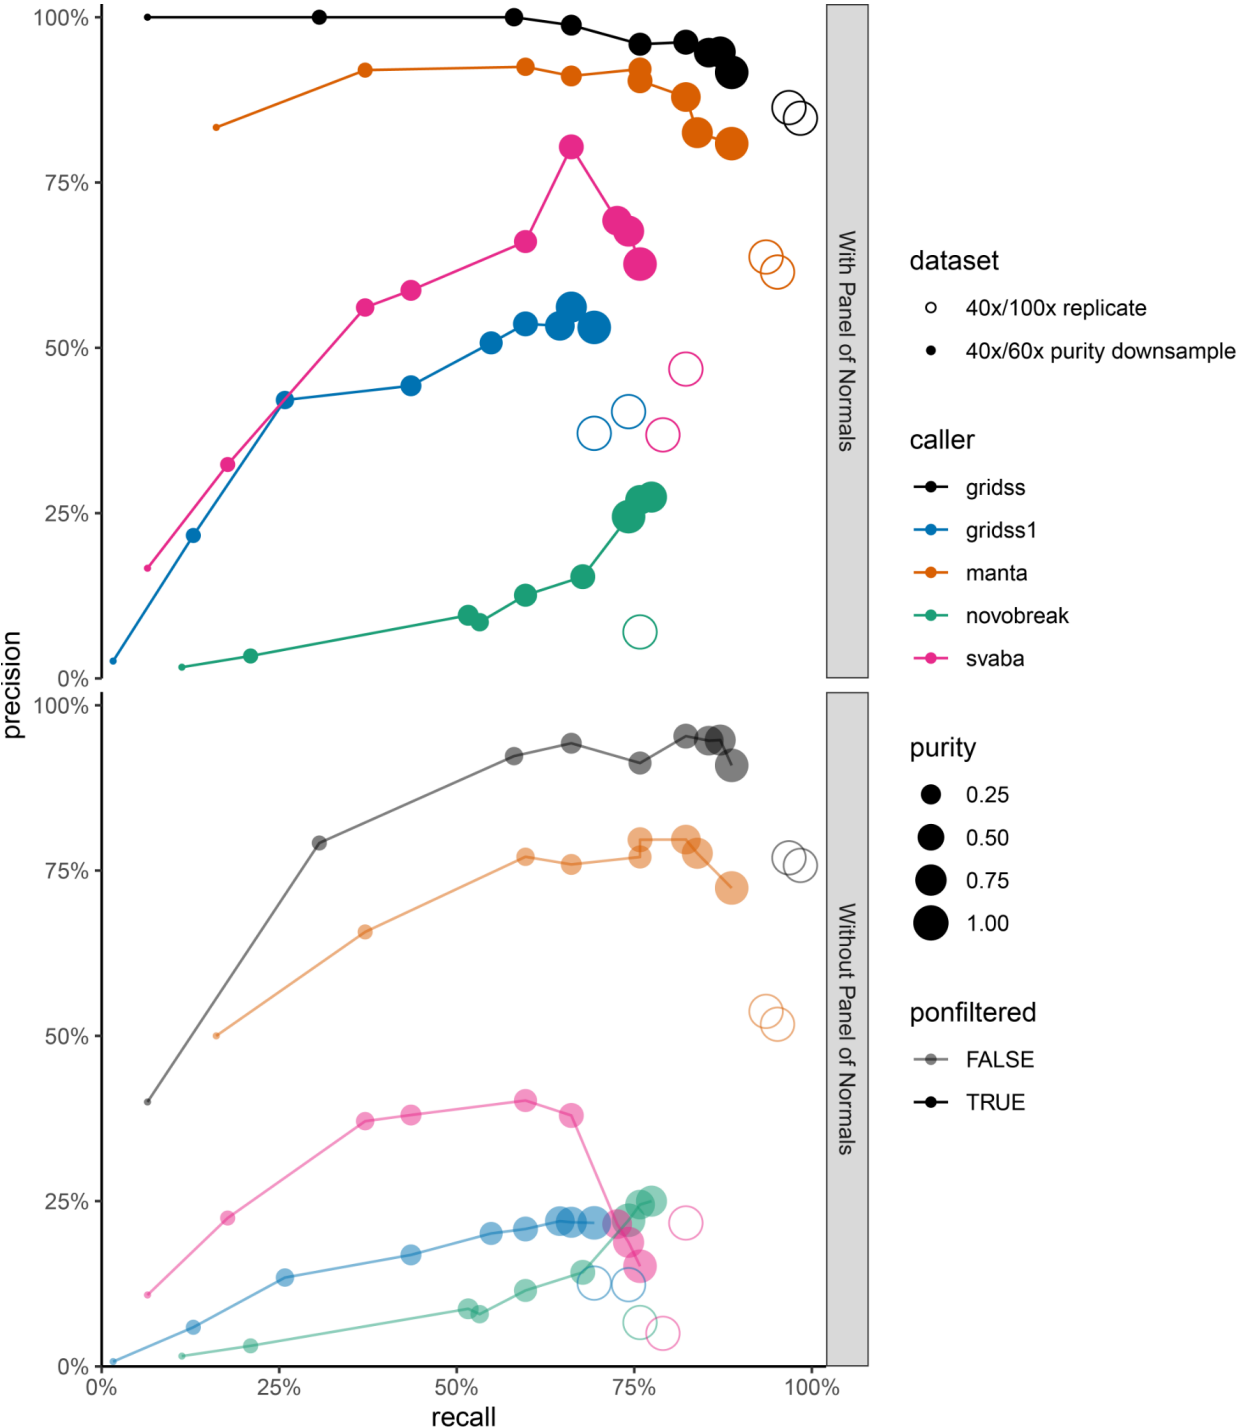 precision
100%
75%
50%
25%
0%
With Panel of Normals
100%
75%
50%
25%
0%
Without Panel of Normals
0%
25%
50%
75%
100%
recall
dataset
40x/100x replicate
40x/60x purity downsample
caller
gridss
gridss1
manta
novobreak
svaba
purity
0.25
0.50
0.75
1.00
ponfiltered
FALSE
TRUE